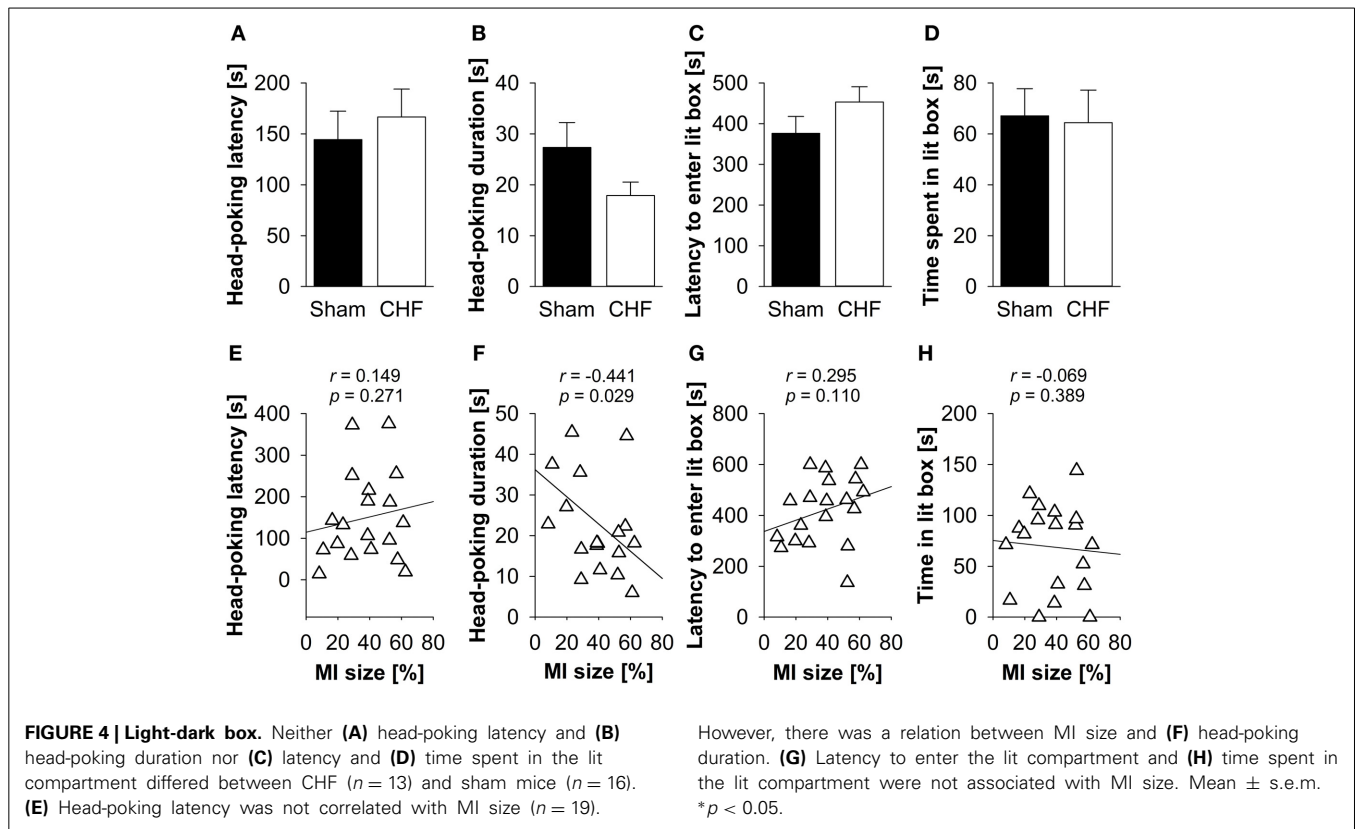 A
B
C
D
Head-poking latency [s]
200
150
100
50
0
Sham CHF
Head-poking duration [s]
40
30
20
10
0
Sham CHF
Latency to enter lit box [s]
500
400
300
200
100
0
Sham CHF
Time spent in lit box [s]
80
60
40
20
0
Sham CHF
E
F
G
H
r = 0.149
p = 0.271
Head-poking latency [s]
400
300
200
100
0
0 20 40 60 80
MI size [%]
r = -0.441
p = 0.029
Head-poking duration [s]
50
40
30
20
10
0
0 20 40 60 80
MI size [%]
r = 0.295
p = 0.110
Latency to enter lit box [s]
800
600
400
200
0
0 20 40 60 80
MI size [%]
r = -0.069
p = 0.389
Time in lit box [s]
200
150
100
50
0
0 20 40 60 80
MI size [%]
FIGURE 4 | Light-dark box. Neither (A) head-poking latency and (B)
head-poking duration nor (C) latency and (D) time spent in the lit
compartment differed between CHF (n = 13) and sham mice (n = 16).
(E) Head-poking latency was not correlated with MI size (n = 19).
However, there was a relation between MI size and (F) head-poking
duration. (G) Latency to enter the lit compartment and (H) time spent in
the lit compartment were not associated with MI size. Mean ± s.e.m.
*p < 0.05.